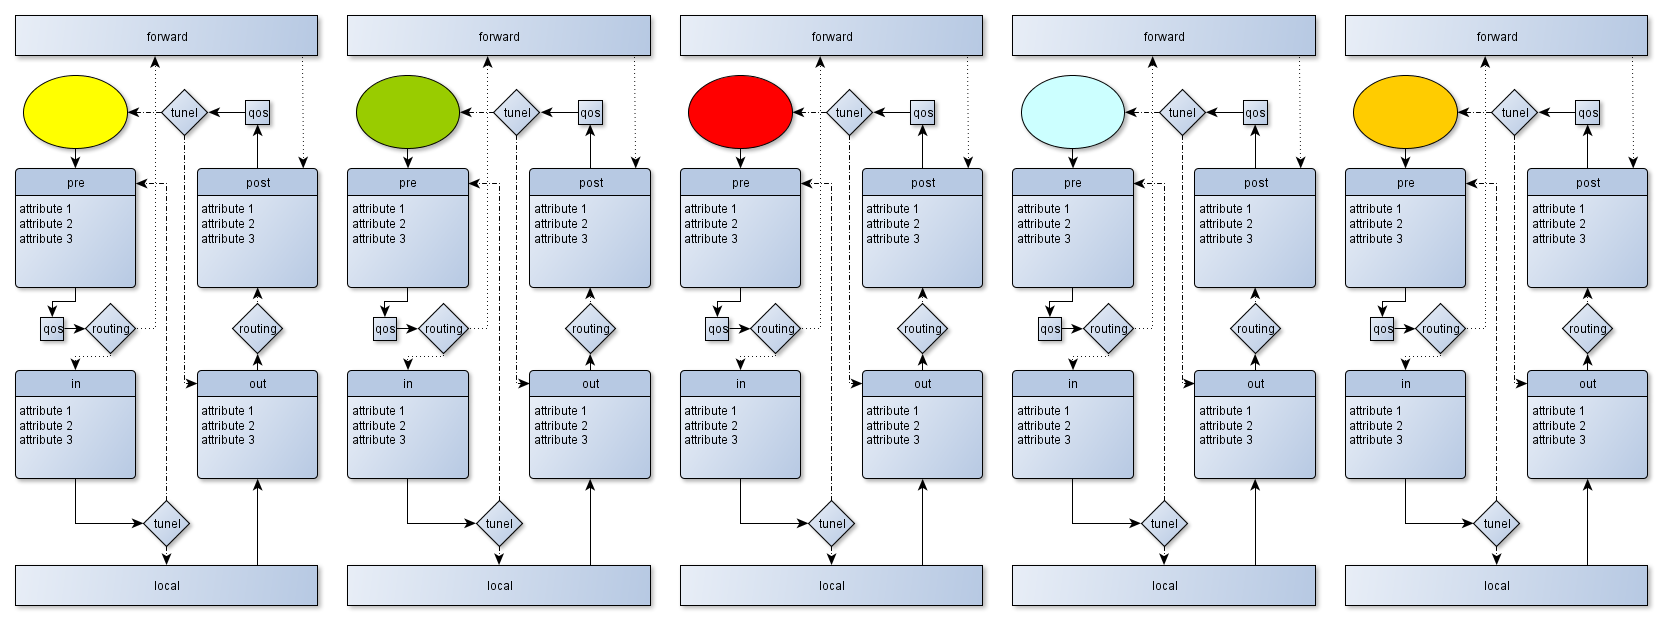 forward
tunel
qos
pre
attribute 1
attribute 2
attribute 3
post
attribute 1
attribute 2
attribute 3
qos
routing
routing
in
attribute 1
attribute 2
attribute 3
out
attribute 1
attribute 2
attribute 3
tunel
local
forward
tunel
qos
pre
attribute 1
attribute 2
attribute 3
post
attribute 1
attribute 2
attribute 3
qos
routing
routing
in
attribute 1
attribute 2
attribute 3
out
attribute 1
attribute 2
attribute 3
tunel
local
forward
tunel
qos
pre
attribute 1
attribute 2
attribute 3
post
attribute 1
attribute 2
attribute 3
qos
routing
routing
in
attribute 1
attribute 2
attribute 3
out
attribute 1
attribute 2
attribute 3
tunel
local
forward
tunel
qos
pre
attribute 1
attribute 2
attribute 3
post
attribute 1
attribute 2
attribute 3
qos
routing
routing
in
attribute 1
attribute 2
attribute 3
out
attribute 1
attribute 2
attribute 3
tunel
local
forward
tunel
qos
pre
attribute 1
attribute 2
attribute 3
post
attribute 1
attribute 2
attribute 3
qos
routing
routing
in
attribute 1
attribute 2
attribute 3
out
attribute 1
attribute 2
attribute 3
tunel
local